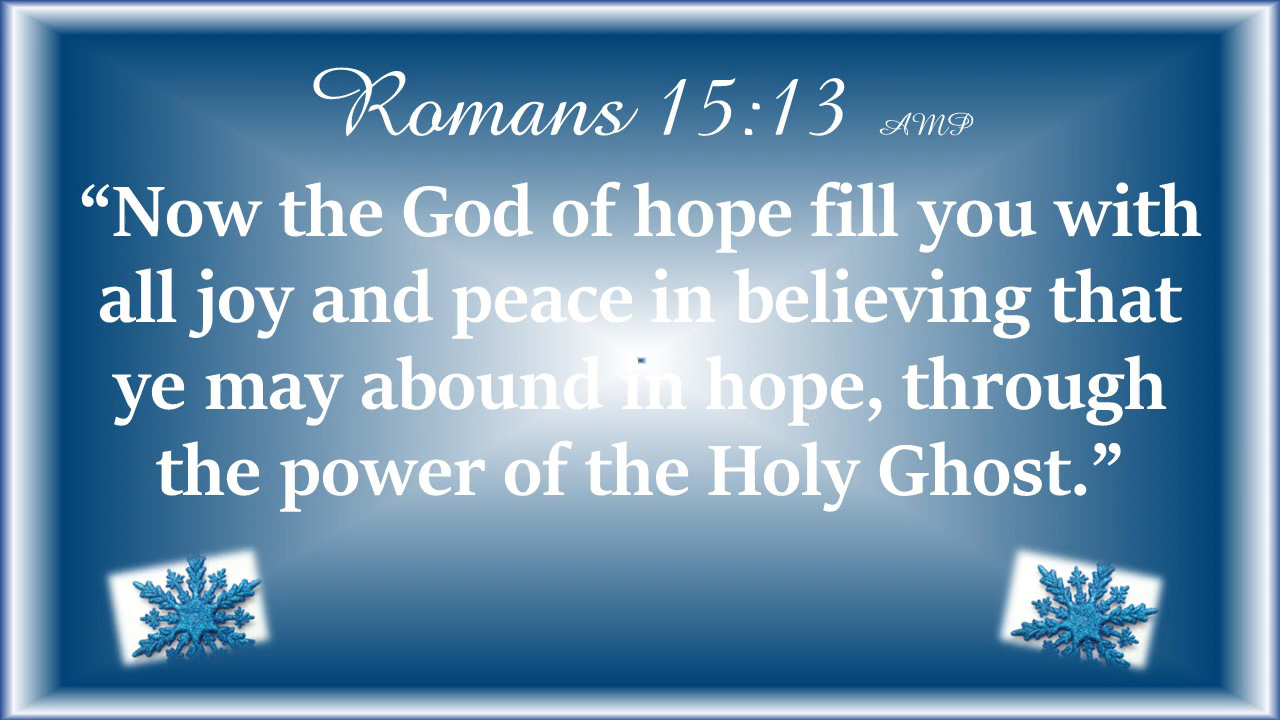 Romans 15:13 AMP
“Now the God of hope fill you with
all joy and peace in believing that
ye may abound in hope, through
the power of the Holy Ghost.”